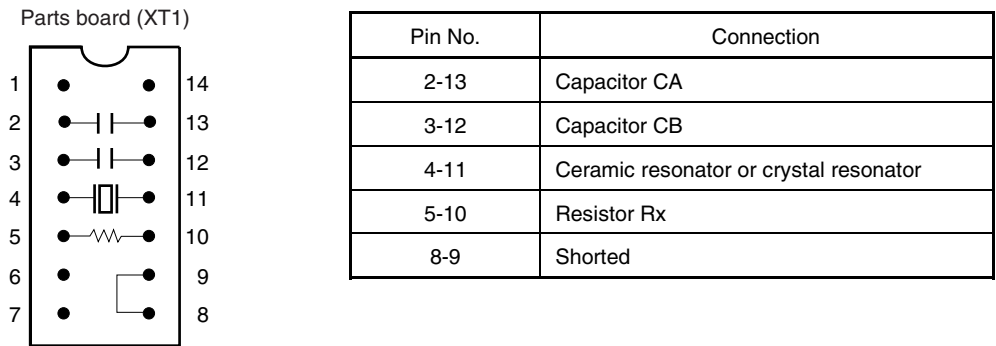 Parts board (XT1)
1 14
2 13
3 12
4 11
5 10
6 9
7 8
Pin No. Connection
2-13 Capacitor CA
3-12 Capacitor CB
4-11 Ceramic resonator or crystal resonator
5-10 Resistor Rx
8-9 Shorted